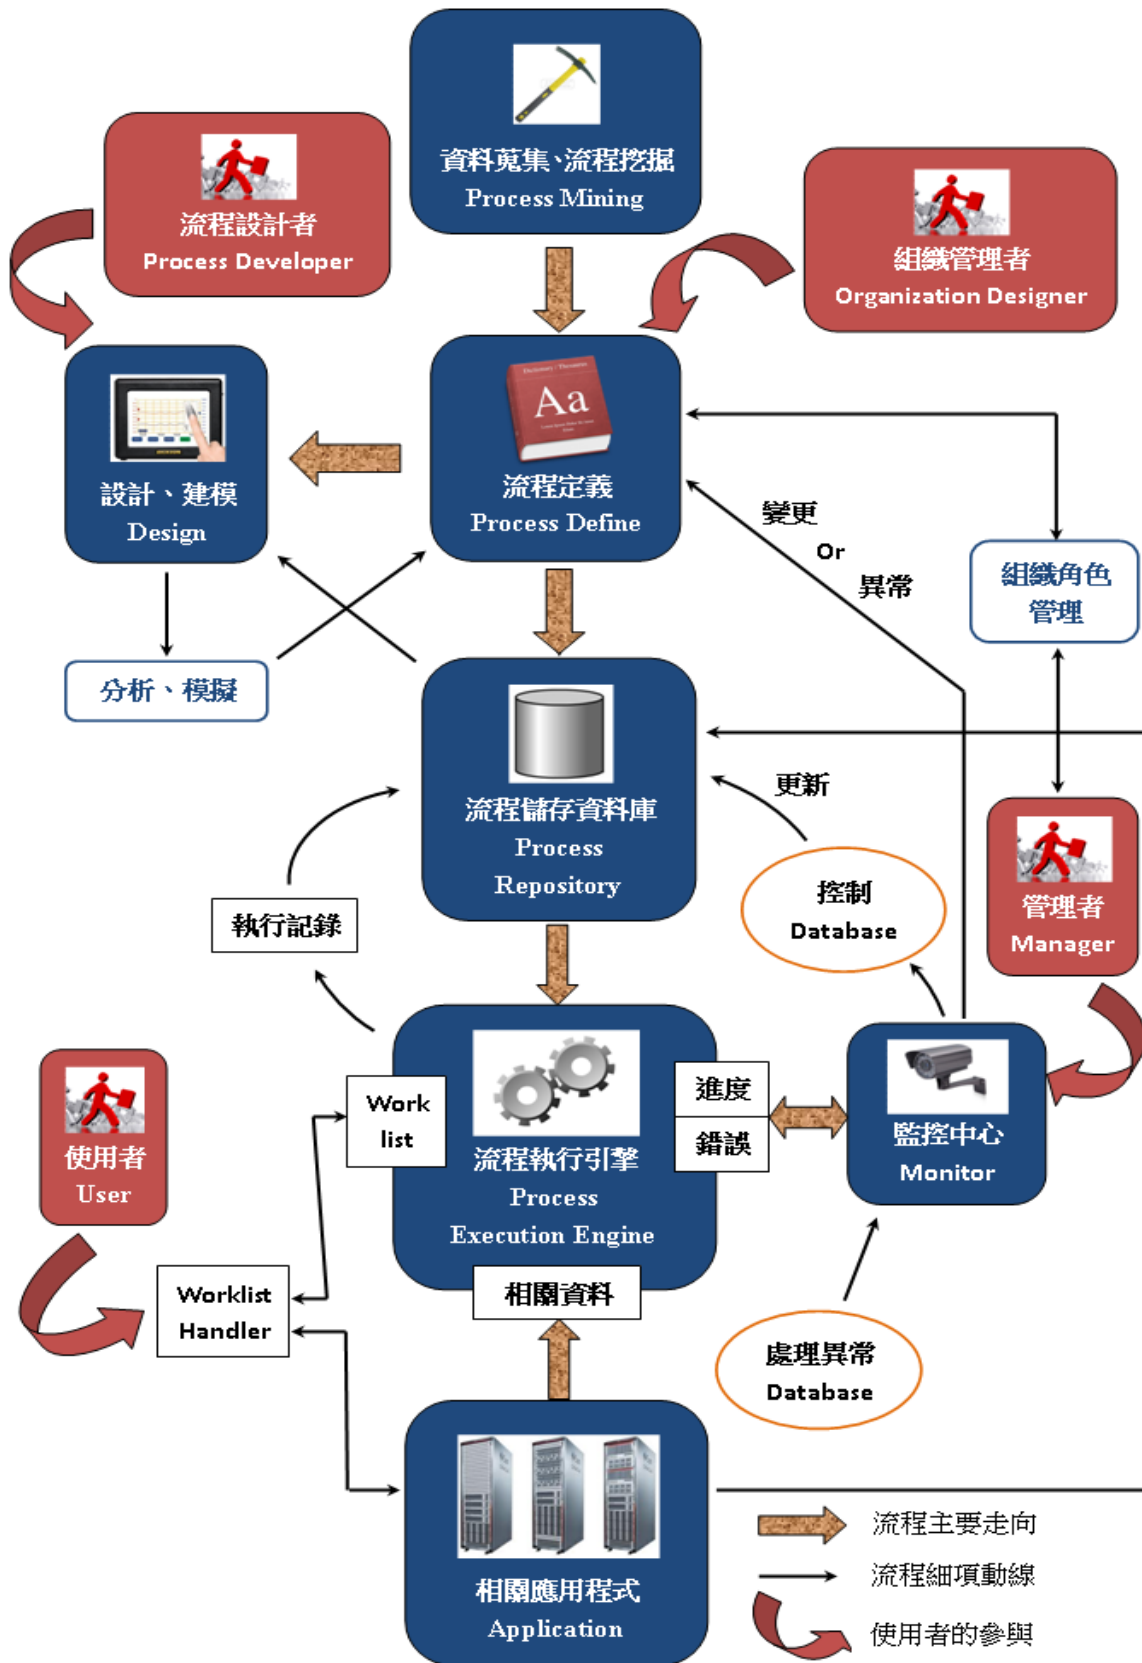 資料蒐集、流程挖掘
Process Mining
流程設計者
Process Developer
組織管理者
Organization Designer
Aa
設計、建模
Design
流程定義
Process Define
變更
Or
異常
組織角色
管理
分析、模擬
流程儲存資料庫
Process
Repository
更新
控制
Database
管理者
Manager
執行記錄
Work
list
進度
錯誤
流程執行引擎
Process
Execution Engine
相關資料
監控中心
Monitor
使用者
User
Worklist
Handler
處理異常
Database
相關應用程式
Application
流程主要走向
流程細項動線
使用者的參與